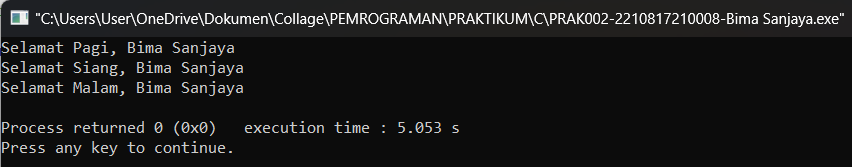 "C:\Users\User\OneDrive\Dokumen\Collage\PEMROGRAMAN\PRAKTIKUM\C\PRAK002-2210817210008-Bima Sanjaya.exe"
Selamat Pagi, Bima Sanjaya
Selamat Siang, Bima Sanjaya
Selamat Malam, Bima Sanjaya
Process returned 0 (0x0)   execution time : 5.053 s
Press any key to continue.